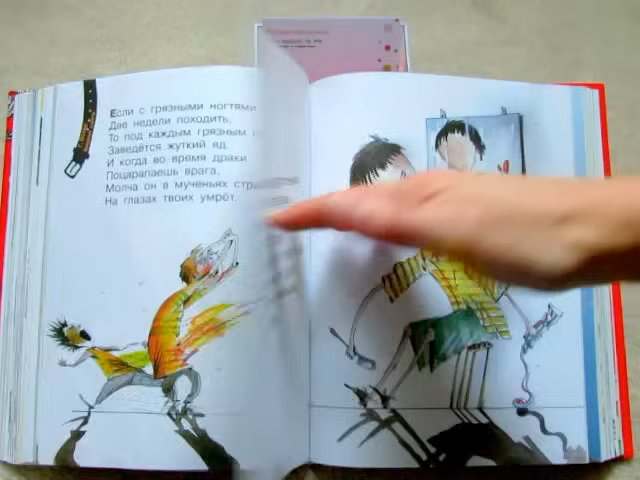 Если с грязными ногтями
Две недели походить,
То под каждым грязным
Заведётся жуткий яд.
И когда во время драки
Поцарапаешь врага,
Молча он в мученьях
На глазах твоих умрёт.